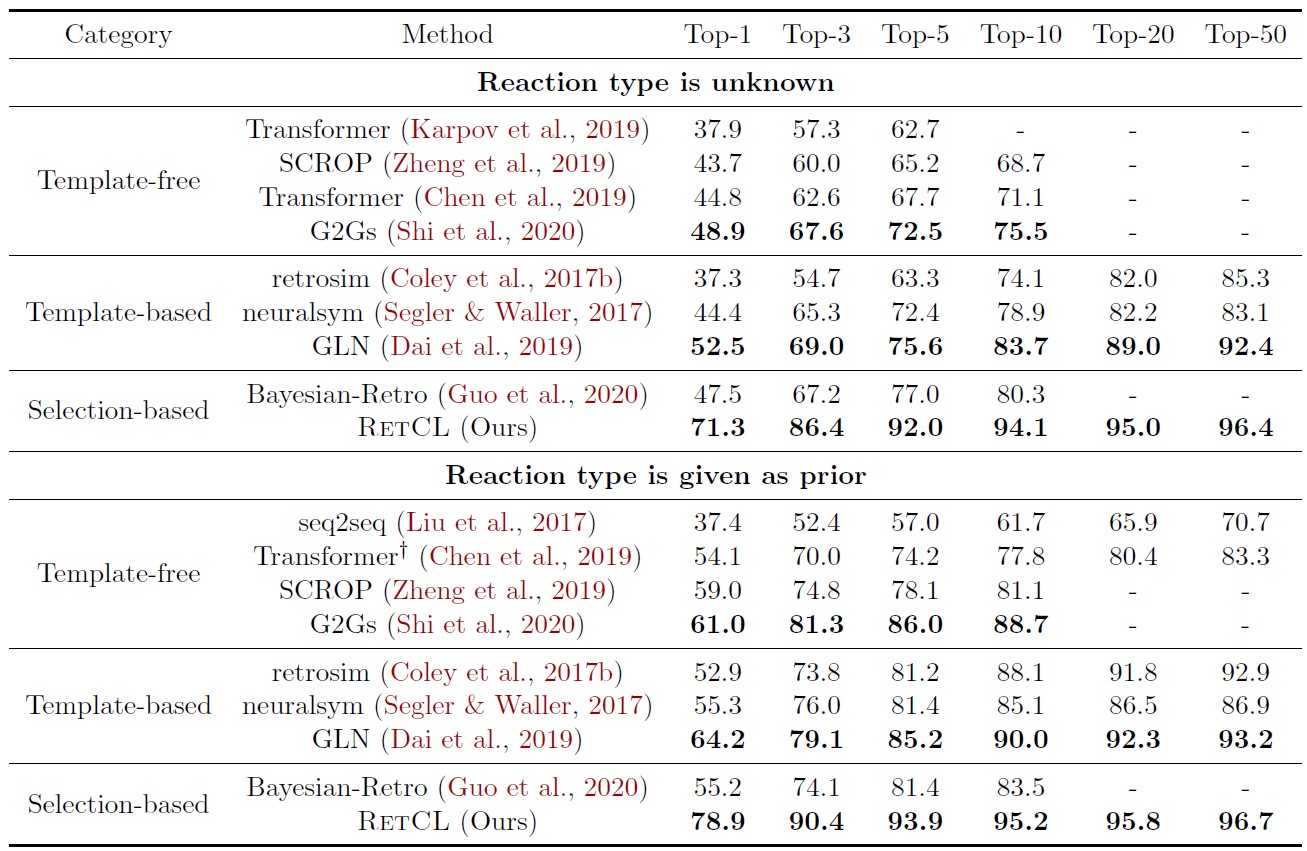 Category Method Top-1 Top-3 Top-5 Top-10 Top-20 Top-50
Reaction type is unknown
Template-free
Transformer (Karpov et al., 2019) 37.9 57.3 62.7 - - -
SCROP (Zheng et al., 2019) 43.7 60.0 65.2 68.7 - -
Transformer (Chen et al., 2019) 44.8 62.6 67.7 71.1 - -
G2Gs (Shi et al., 2020) 48.9 67.6 72.5 75.5 - -
Template-based
retrosim (Coley et al., 2017b) 37.3 54.7 63.3 74.1 82.0 85.3
neuralsym (Segler & Waller, 2017) 44.4 65.3 72.4 78.9 82.2 83.1
GLN (Dai et al., 2019) 52.5 69.0 75.6 83.7 89.0 92.4
Selection-based
Bayesian-Retro (Guo et al., 2020) 47.5 67.2 77.0 80.3 - -
RETCL (Ours) 71.3 86.4 92.0 94.1 95.0 96.4
Reaction type is given as prior
Template-free
seq2seq (Liu et al., 2017) 37.4 52.4 57.0 61.7 65.9 70.7
Transformer† (Chen et al., 2019) 54.1 70.0 74.2 77.8 80.4 83.3
SCROP (Zheng et al., 2019) 59.0 74.8 78.1 81.1 - -
G2Gs (Shi et al., 2020) 61.0 81.3 86.0 88.7 - -
Template-based
retrosim (Coley et al., 2017b) 52.9 73.8 81.2 88.1 91.8 92.9
neuralsym (Segler & Waller, 2017) 55.3 76.0 81.4 85.1 86.5 86.9
GLN (Dai et al., 2019) 64.2 79.1 85.2 90.0 92.3 93.2
Selection-based
Bayesian-Retro (Guo et al., 2020) 55.2 74.1 81.4 83.5 - -
RETCL (Ours) 78.9 90.4 93.9 95.2 95.8 96.7